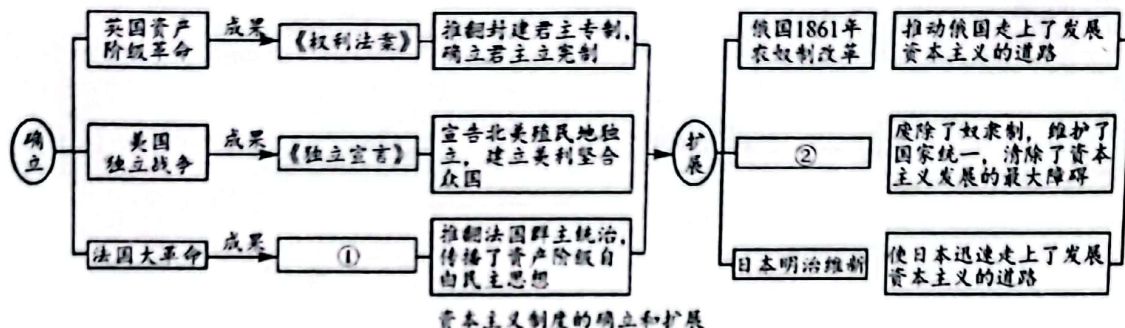 确立
英国资产
阶级革命
成果
《权利法案》
推翻封建君主专制,
确立君主立宪制
美国
独立战争
成果
《独立宣言》
宣告北美殖民地独
立,建立美利坚合
众国
法国大革命
成果
①
推翻法国群主统治,
传播了资产阶级自
由民主思想
扩展
俄国1861年
农奴制改革
推动俄国走上了发展
资本主义的道路
②
废除了奴隶制,维护了
国家统一,清除了资本
主义发展的最大障碍
日本明治维新
使日本迅速走上了发展
资本主义的道路
资本主义制度的确立和扩展